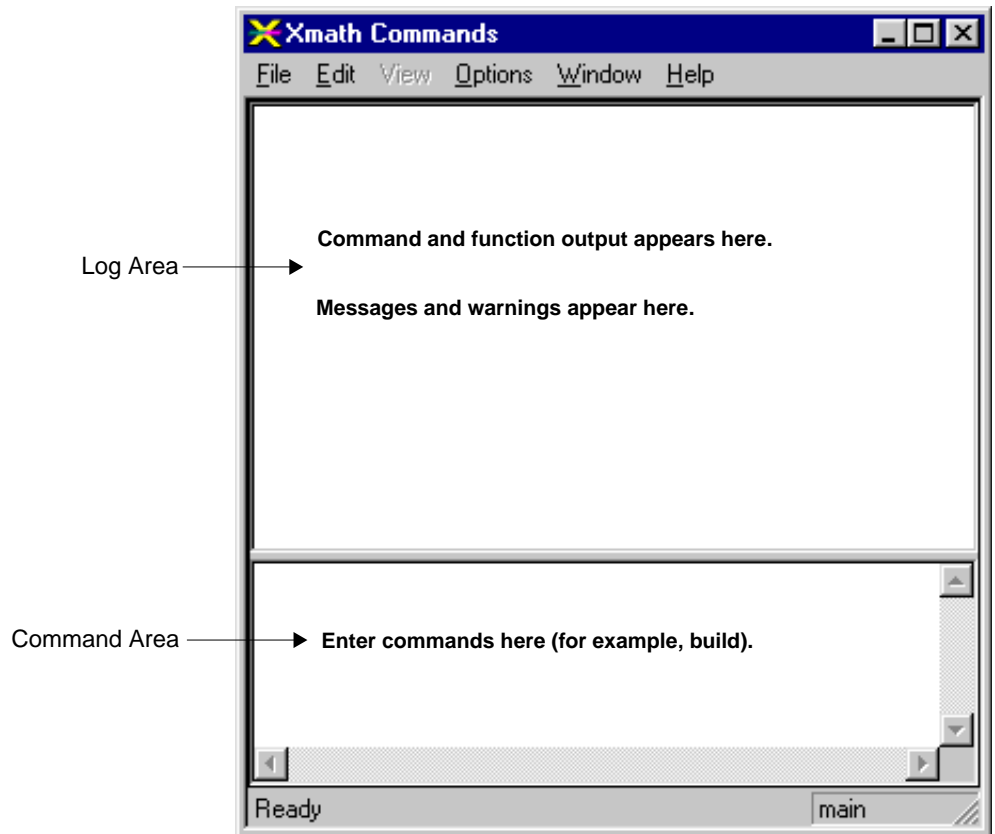 Xmath Commands
File Edit View Options Window Help
Command and function output appears here.
Log Area
Messages and warnings appear here.
Command Area
Enter commands here (for example, build).
Ready main